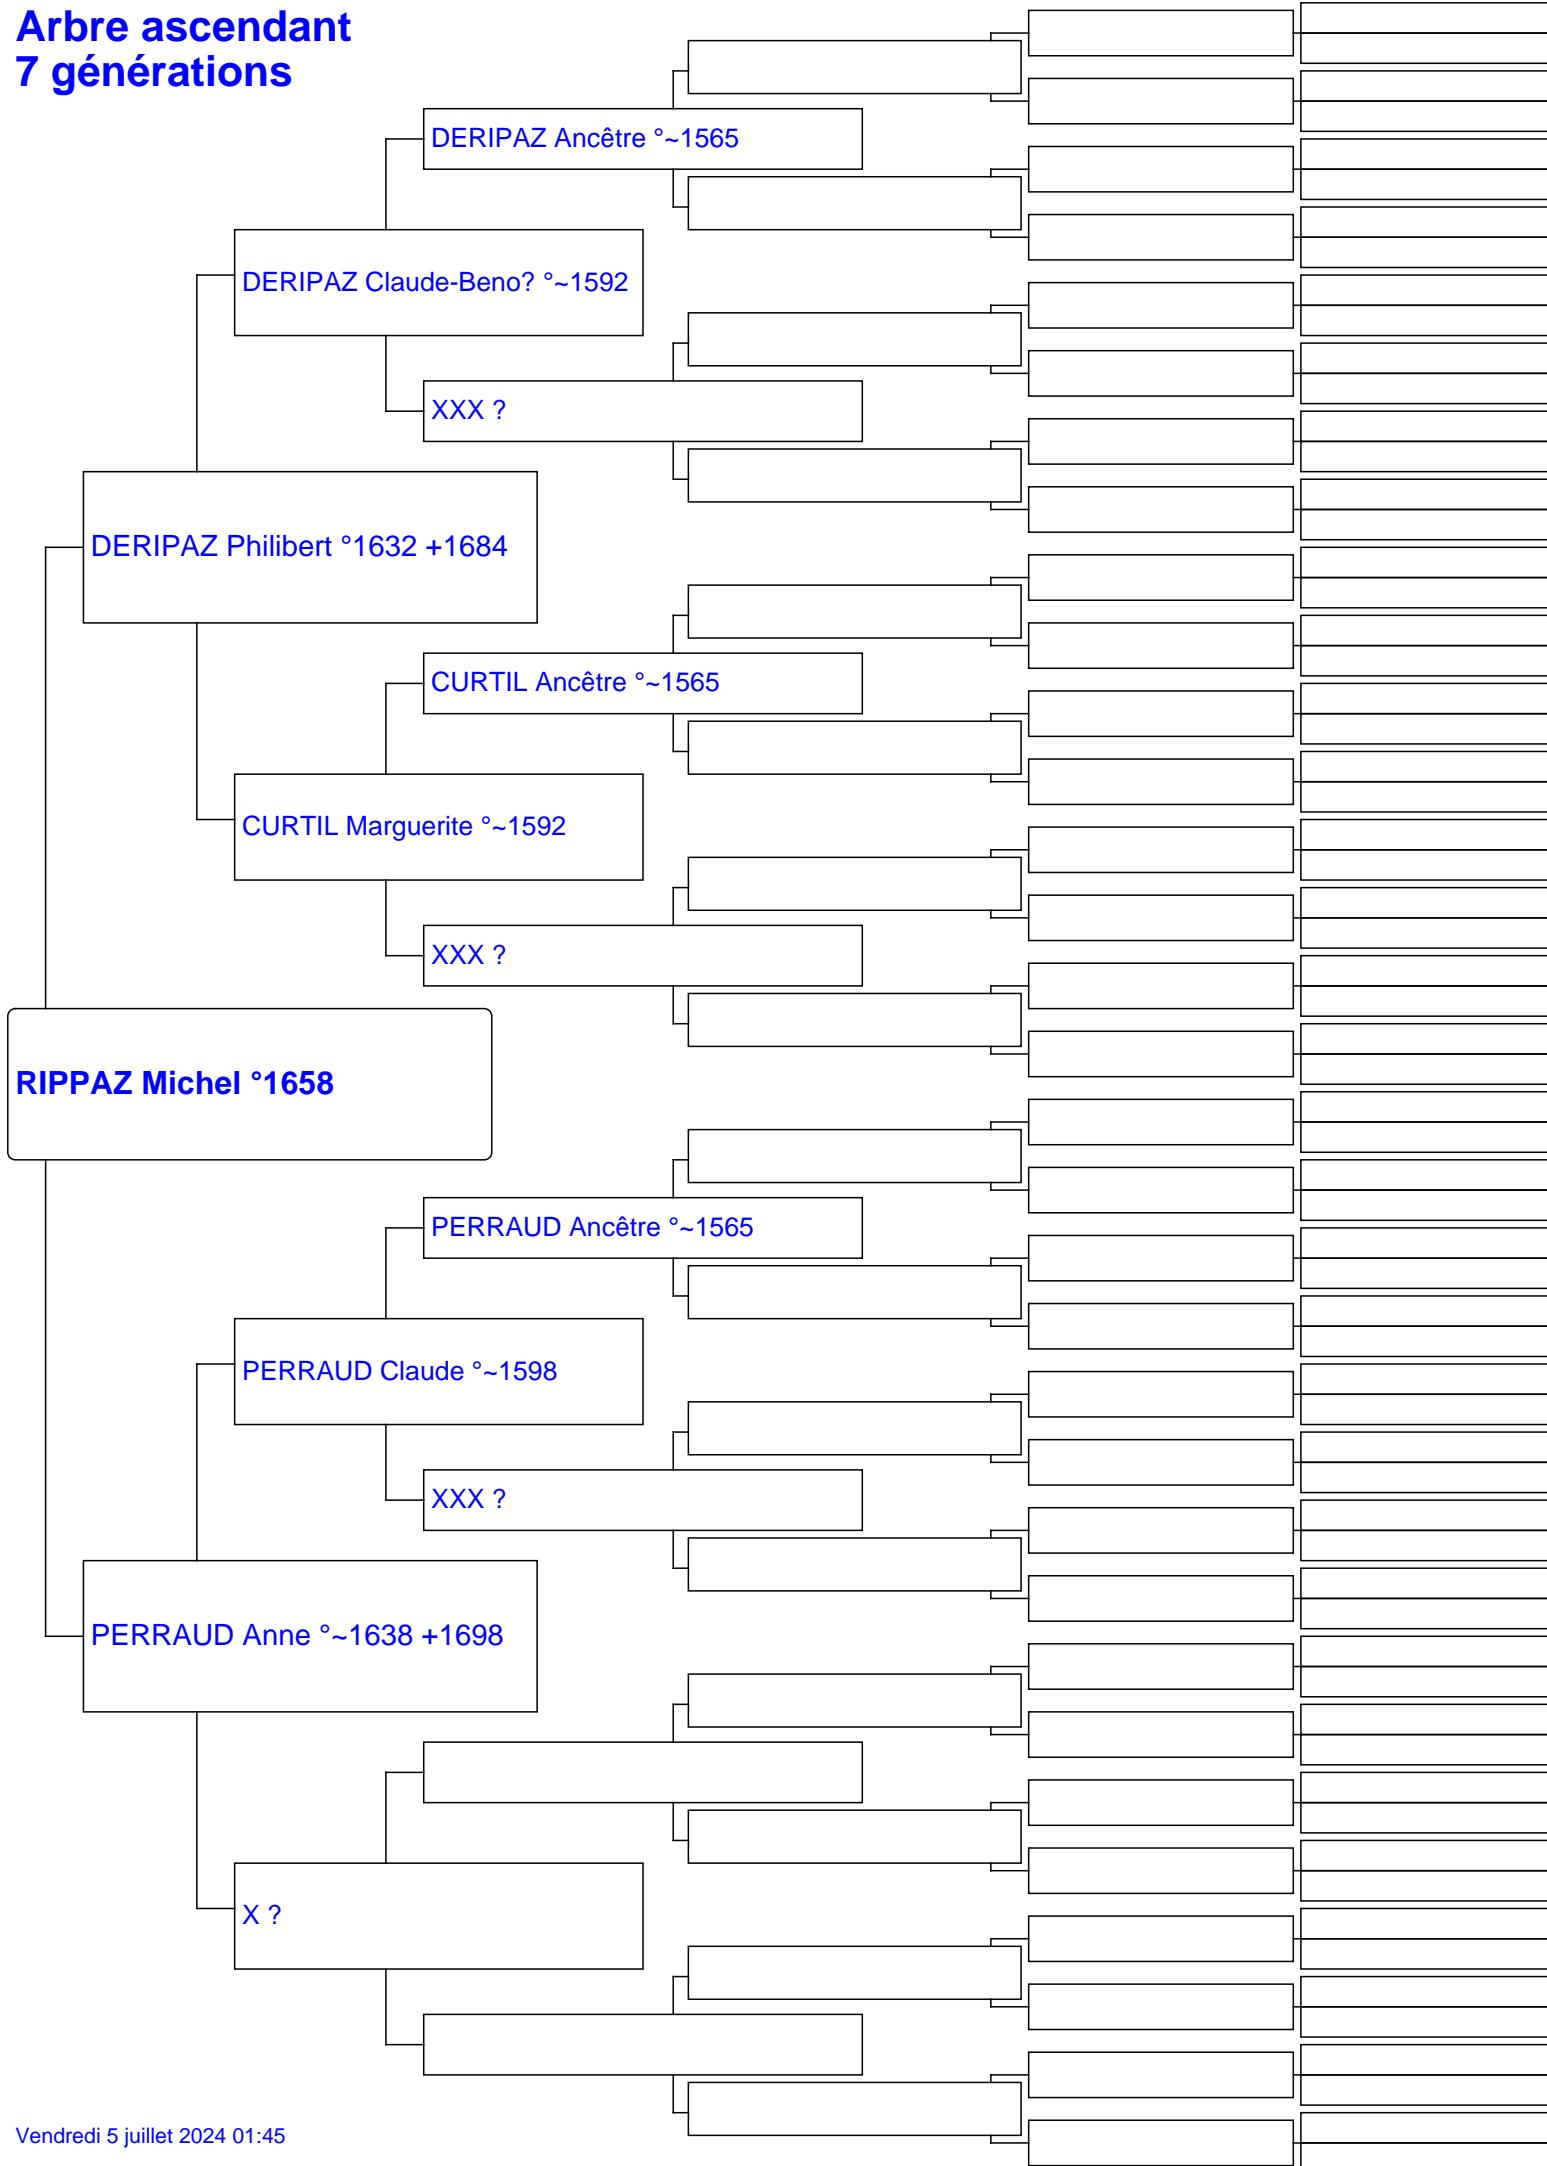 Arbre ascendant
7 générations
DERIPAZ Ancêtre °~1565
DERIPAZ Claude-Beno? °~1592
XXX ?
DERIPAZ Philibert °1632 +1684
CURTIL Ancêtre °~1565
CURTIL Marguerite °~1592
XXX ?
RIPPAZ Michel °1658
PERRAUD Ancêtre °~1565
PERRAUD Claude °~1598
XXX ?
PERRAUD Anne °~1638 +1698
X ?
Vendredi 5 juillet 2024 01:45